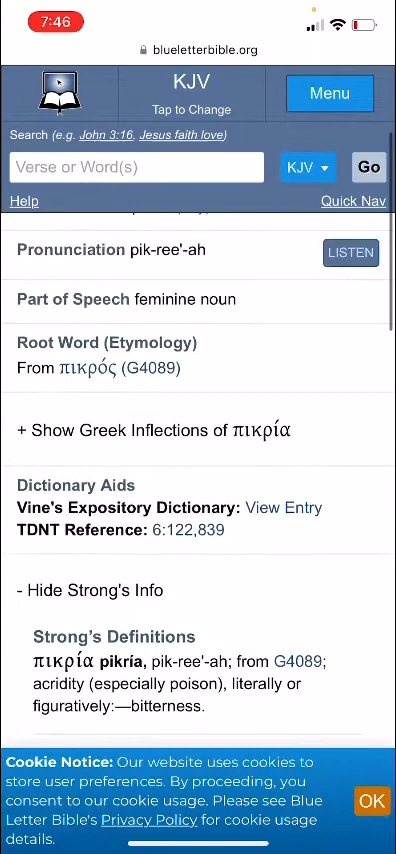 7:46
blueletterbible.org
KJV
Tap to Change
Menu
Search (e.g. John 3:16, Jesus faith love)
Verse or Word(s)
KJV
Go
Help
Quick Nav
Pronunciation pik-ree'-ah
LISTEN
Part of Speech feminine noun
Root Word (Etymology)
From πικρός (G4089)
+ Show Greek Inflections of πικρία
Dictionary Aids
Vine's Expository Dictionary: View Entry
TDNT Reference: 6:122,839
- Hide Strong's Info
Strong’s Definitions
πικρία pikría, pik-ree'-ah; from G4089;
acridity (especially poison), literally or
figuratively:—bitterness.
Cookie Notice: Our website uses cookies to
store user preferences. By proceeding, you
consent to our cookie usage. Please see Blue
Letter Bible's Privacy Policy for cookie usage
details.
OK